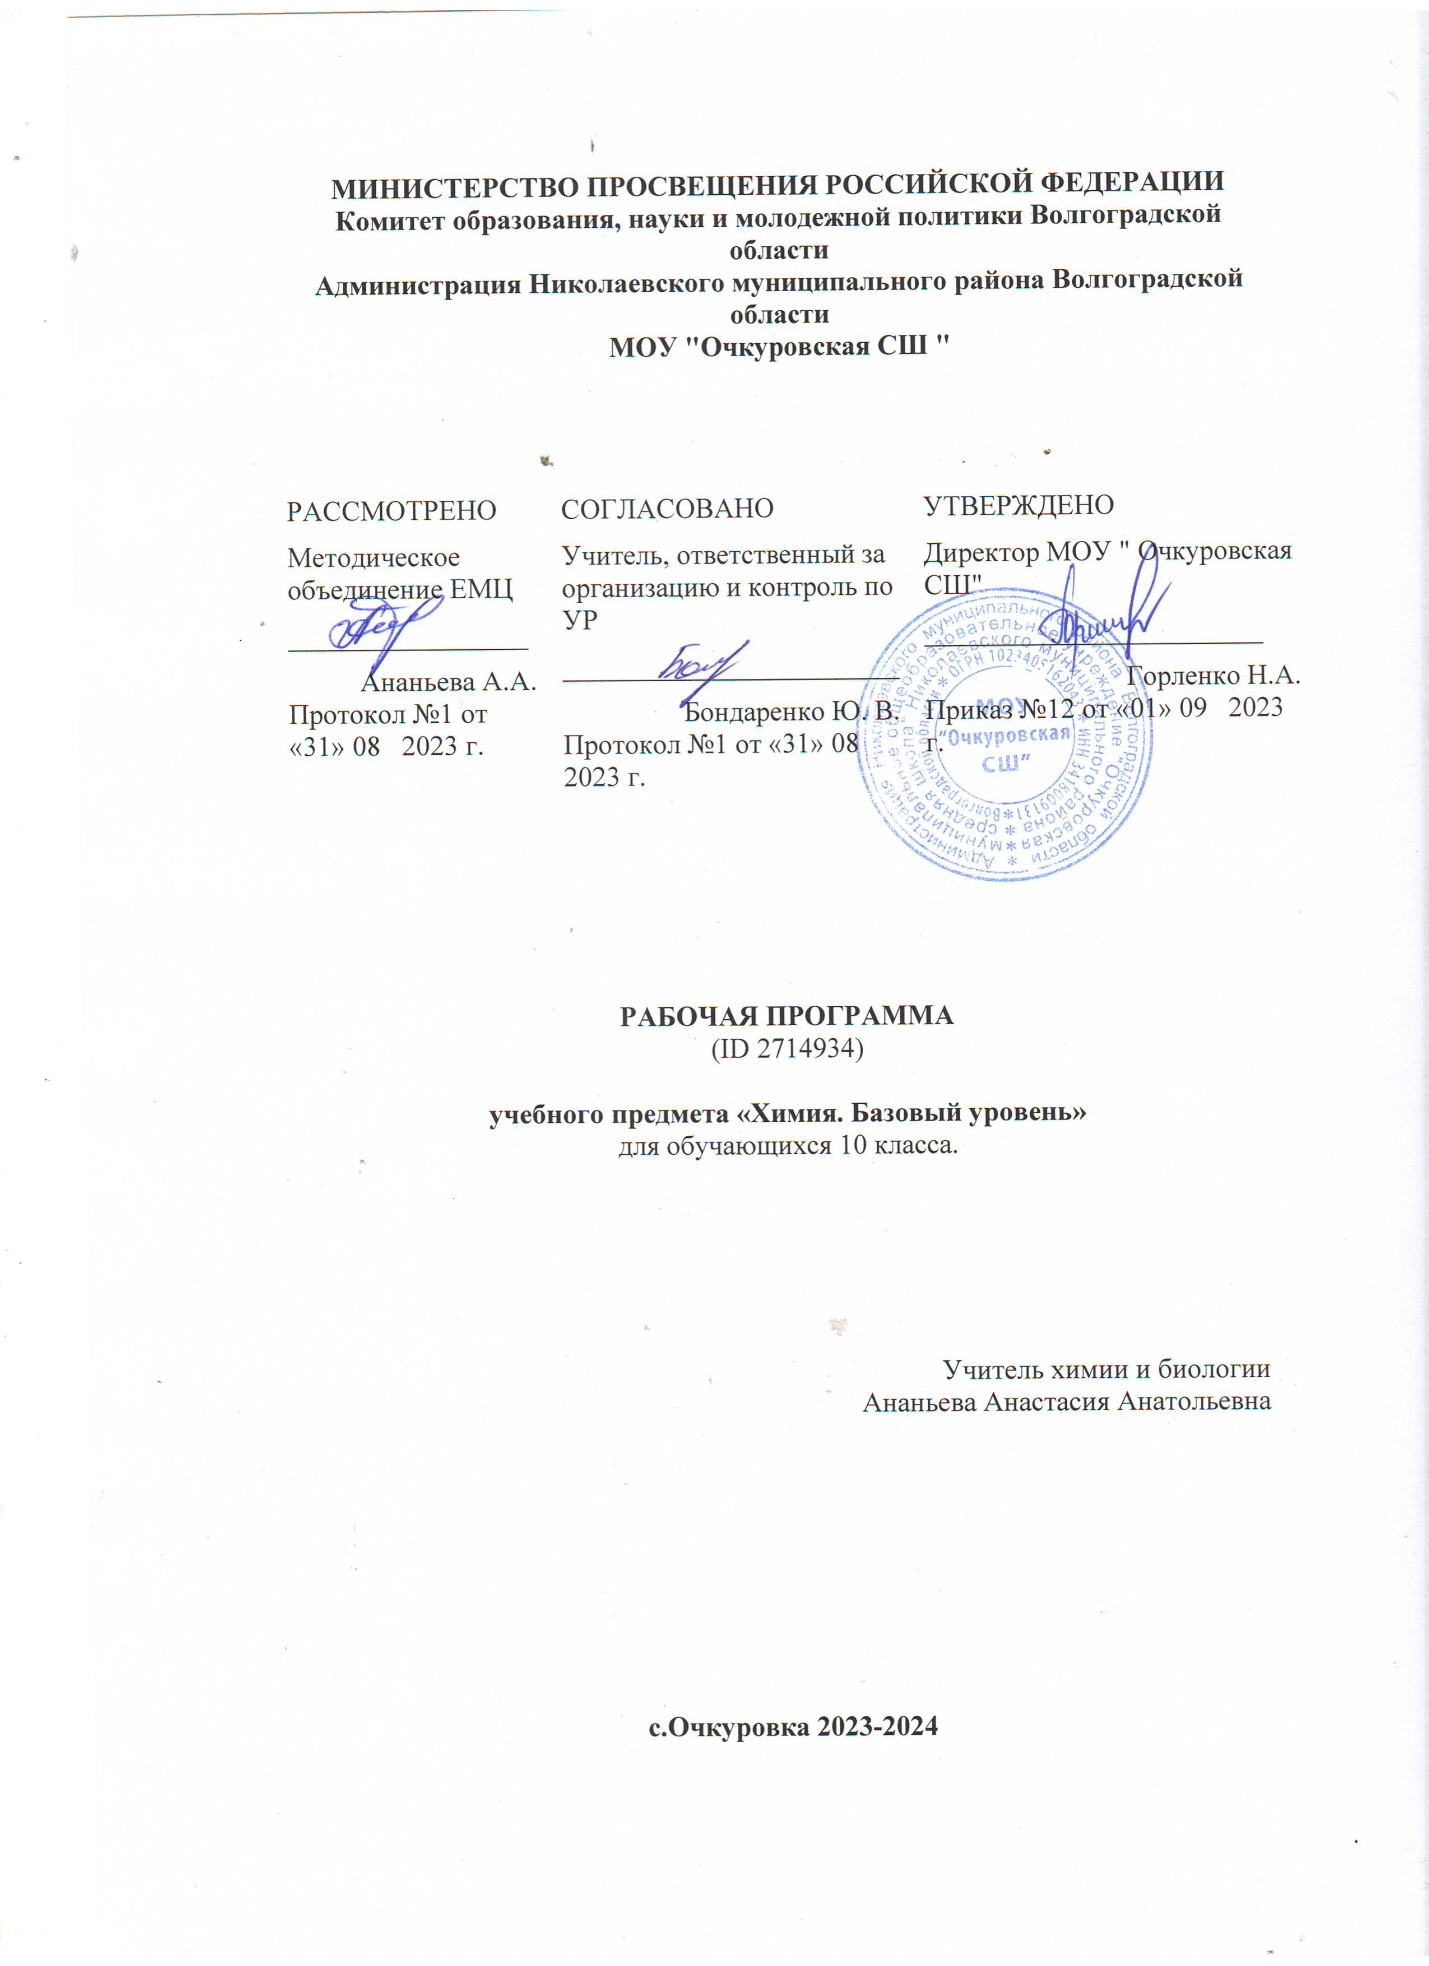 МИНИСТЕРСТВО ПРОСВЕЩЕНИЯ РОССИЙСКОЙ ФЕДЕРАЦИИ
Комитет образования, науки и молодежной политики Волгоградской
области
Администрация Николаевского муниципального района Волгоградской
области
МОУ "Очкуровская СШ "
РАССМОТРЕНО
Методическое
объединение ЕМЦ
Ананьева А.А.
Протокол №1 от
«31» 08 2023 г.
СОГЛАСОВАНО
Учитель, ответственный за
организацию и контроль по
УР
Бондаренко Ю. В.
Протокол №1 от «31» 08
2023 г.
УТВЕРЖДЕНО
Директор МОУ " Очкуровская
СШ"
Горленко Н.А.
Приказ №12 от «01» 09 2023
г.
МОУ
"Очкуровская
СШ"
РАБОЧАЯ ПРОГРАММА
(ID 2714934)
учебного предмета «Химия. Базовый уровень»
для обучающихся 10 класса.
Учитель химии и биологии
Ананьева Анастасия Анатольевна
с.Очкуровка 2023-2024